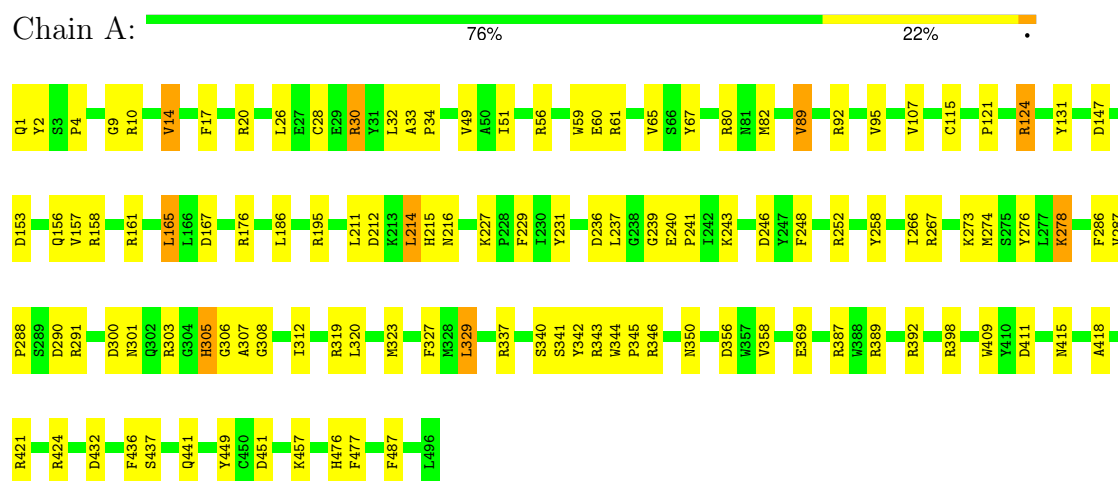 Chain A:
76% 22% •
Q1 Y2 S3 P4 G9 R10 V14 F17 R20 L26 E27 C28 E29 R30 Y31 L32 A33 P34 V49 A50 I51 R56 W59 E60 R61 V65 S66 Y67 R80 N81 M82 V89 R92 V95 V107 C115 P121 R124 Y131 D147
D153 Q156 V157 R158 R161 L165 L166 D167 R176 L186 R195 L211 D212 K213 L214 H215 N216 K227 P228 F229 I230 Y231 D236 L237 G238 G239 E240 P241 I242 K243 D246 Y247 F248 R252 Y258 I266 R267 K273 M274 S275 Y276 L277 K278 F286 V287
P288 S289 D290 R291 D300 N301 Q302 R303 G304 H305 G306 A307 G308 I312 R319 L320 M323 F327 M328 L329 R337 S340 S341 Y342 R343 W344 P345 R346 N350 D356 W357 V358 E369 R387 W388 R389 R392 R398 W409 Y410 D411 N415 A418
R421 R424 D432 F436 S437 Q441 Y449 C450 D451 K457 H476 F477 F487 L496